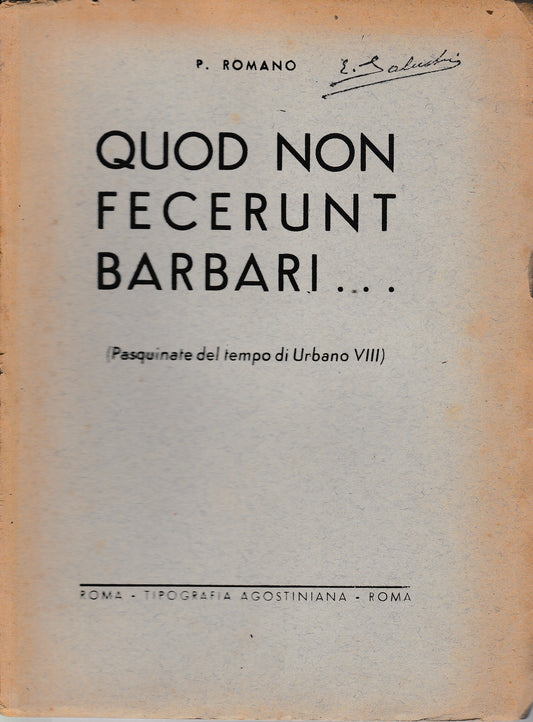 P. ROMANO
QUOD NON
FECERUNT
BARBARI...
(Pasquinate del tempo di Urbano VIII)
ROMA - TIPOGRAFIA AGOSTINIANA - ROMA